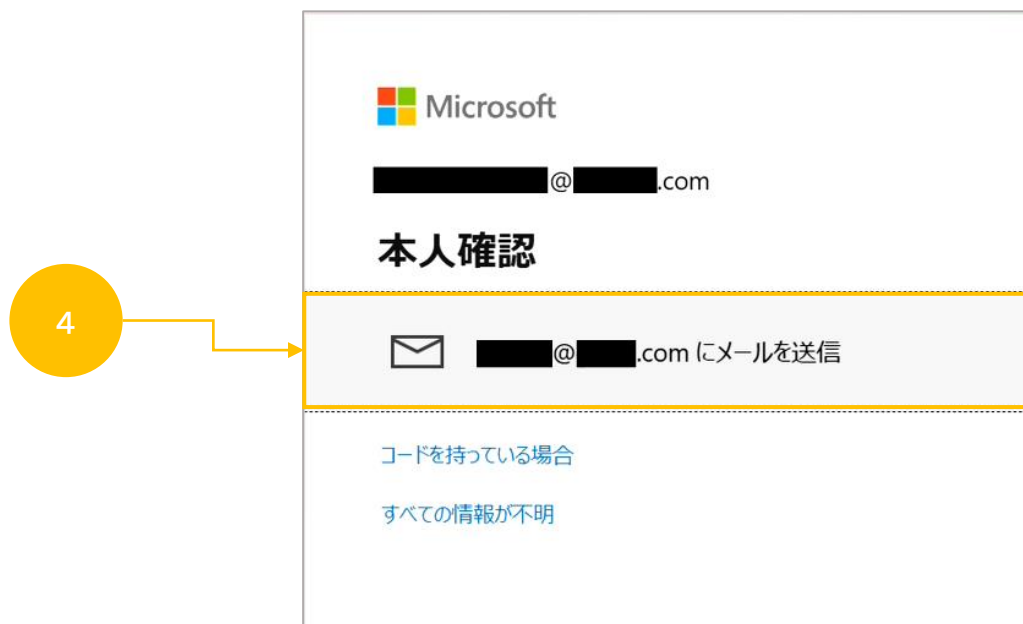 Microsoft
@ .com
本人確認
4
@ .com にメールを送信
コードを持っている場合
すべての情報が不明